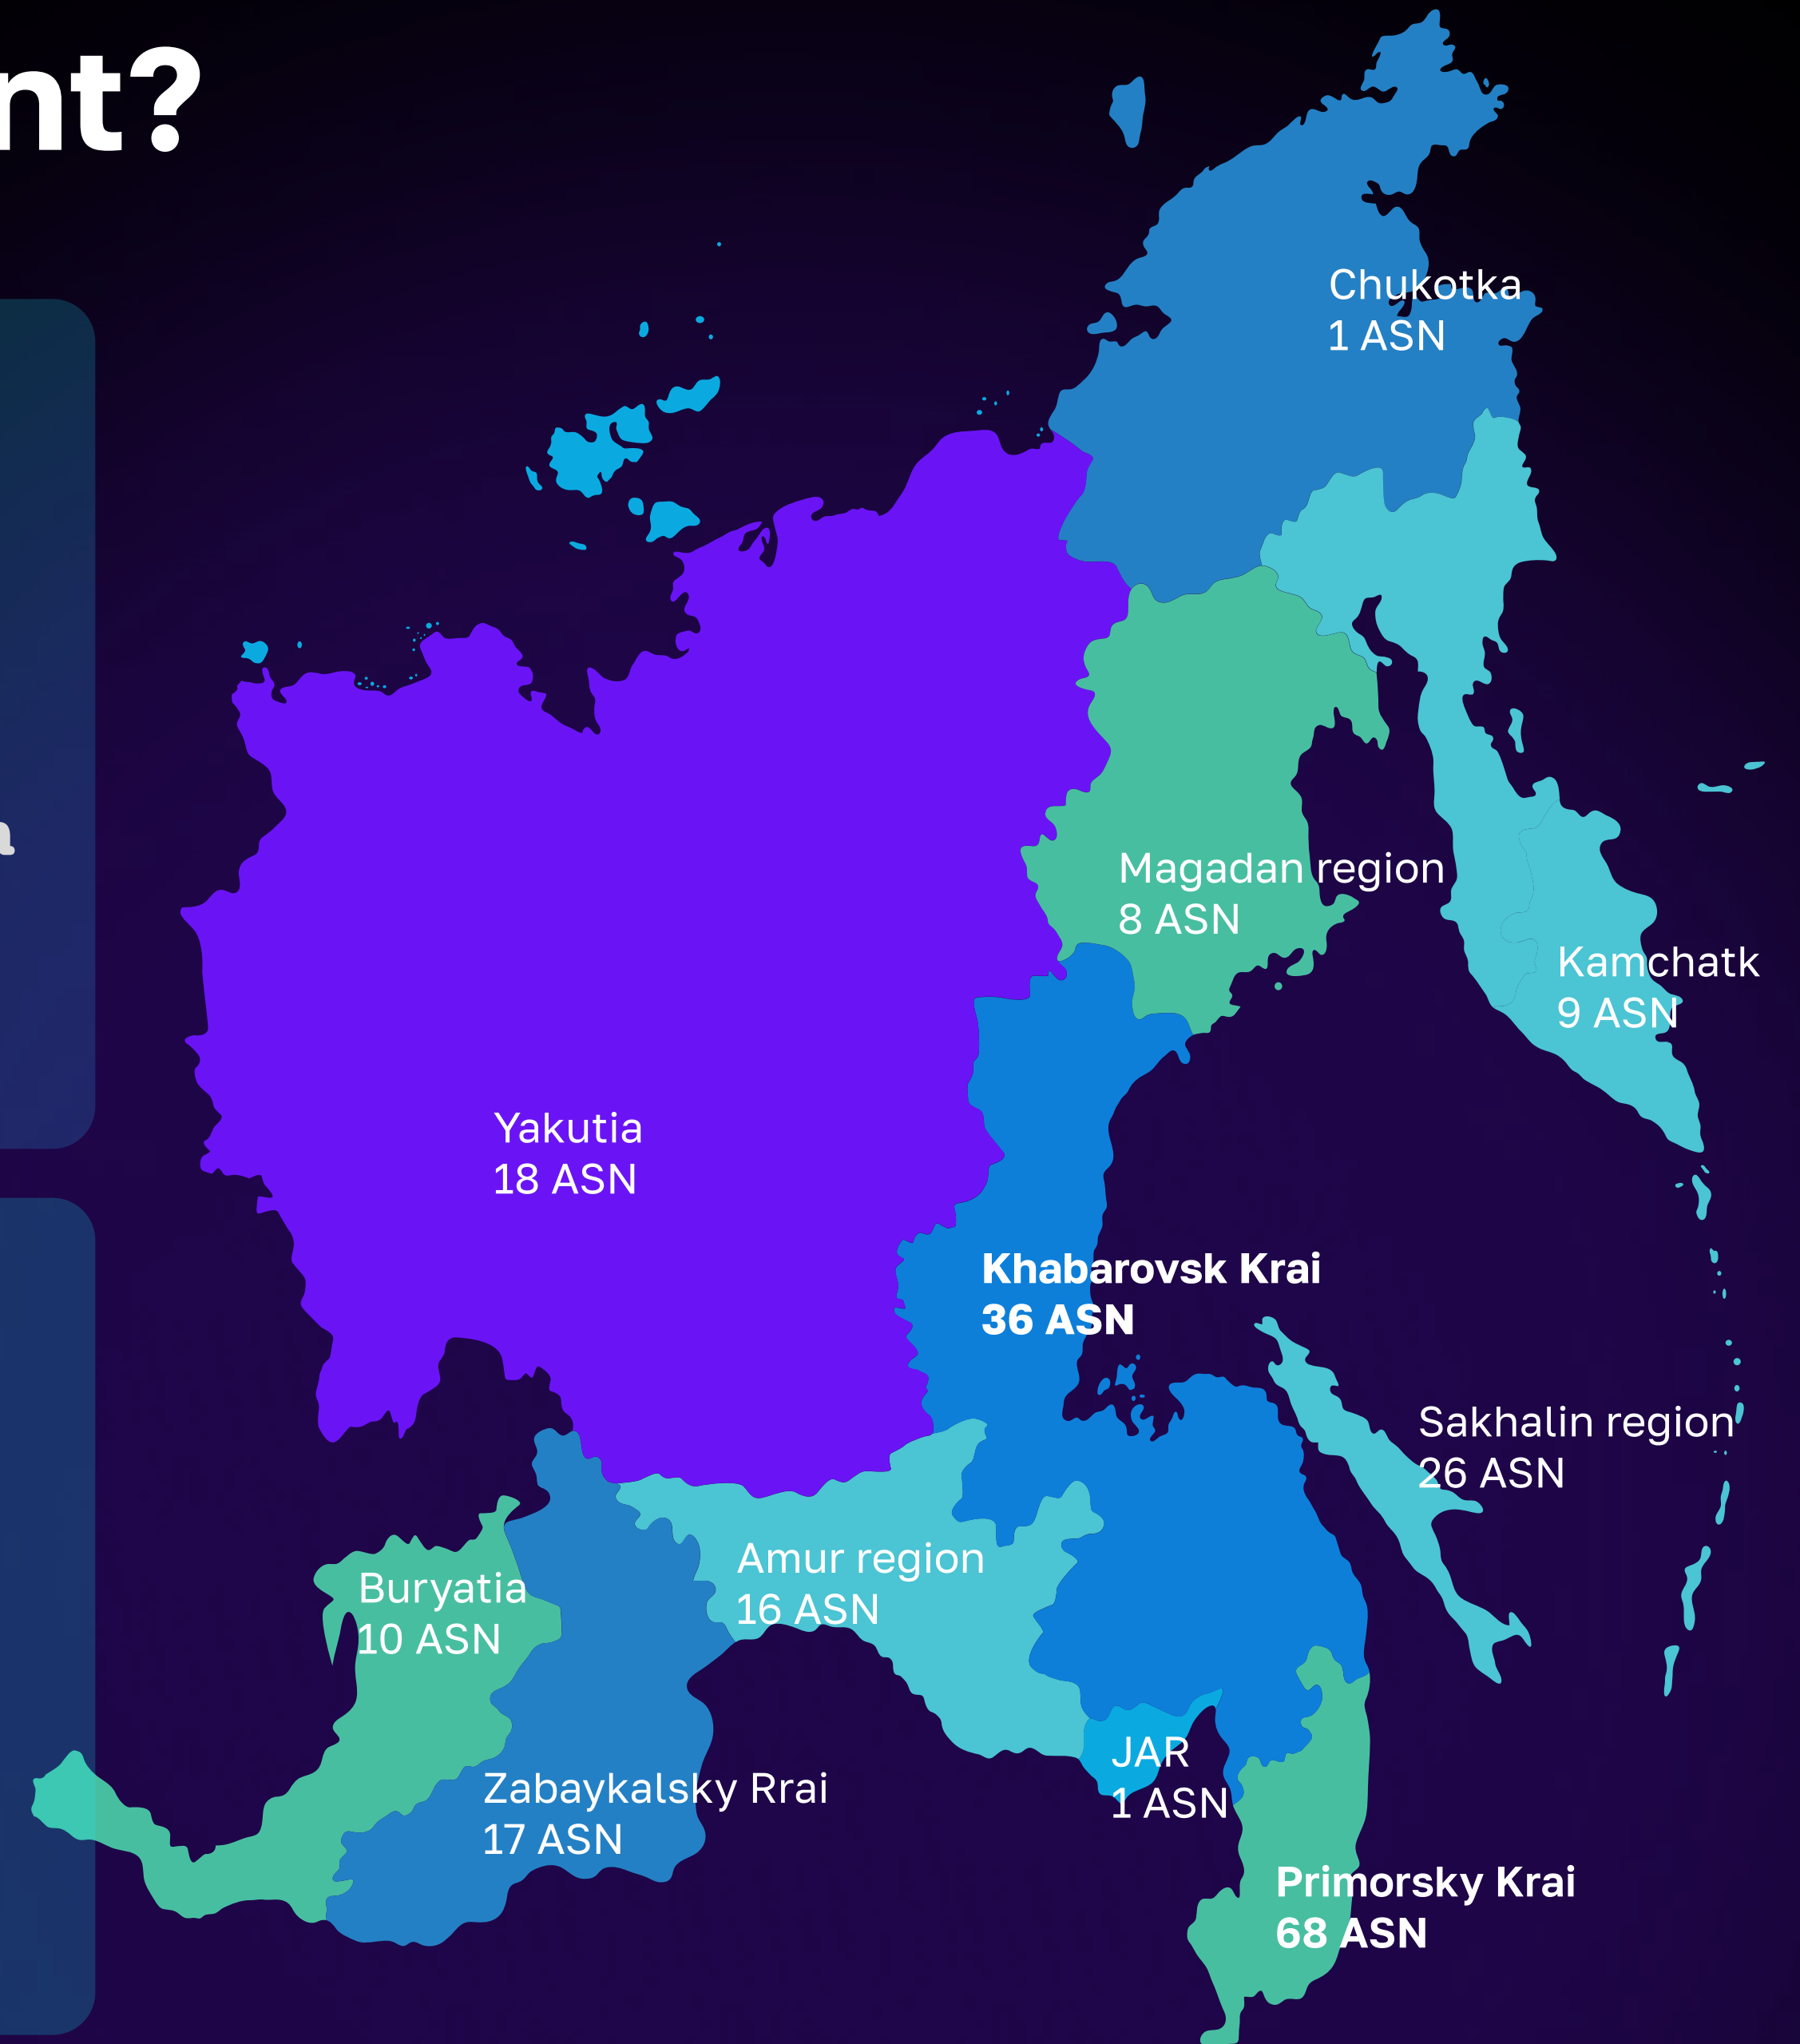 nt?
Chukotka
1 ASN
Magadan region
8 ASN
Kamchatk
9 ASN
Yakutia
18 ASN
Khabarovsk Krai
36 ASN
Sakhalin region
26 ASN
Amur region
16 ASN
Buryatia
10 ASN
JAR
1 ASN
Zabaykalsky Rrai
17 ASN
Primorsky Krai
68 ASN